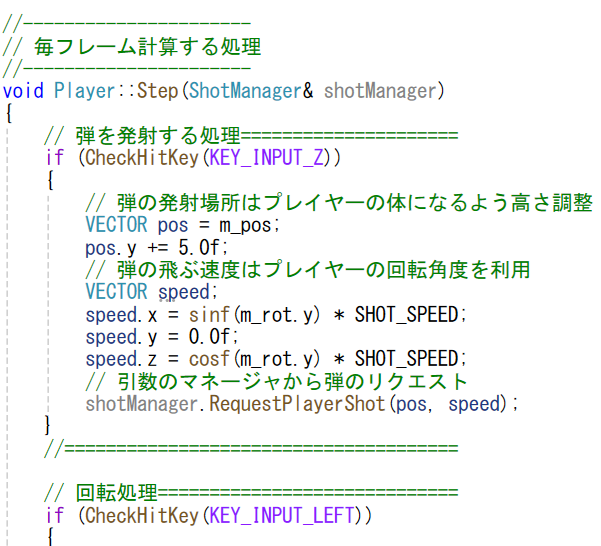 //----------------------
// 毎フレーム計算する処理
//----------------------
void Player::Step(ShotManager& shotManager)
{
    // 弾を発射する処理=====================
    if (CheckHitKey(KEY_INPUT_Z))
    {
        // 弾の発射場所はプレイヤーの体になるよう高さ調整
        VECTOR pos = m_pos;
        pos.y += 5.0f;
        // 弾の飛ぶ速度はプレイヤーの回転角度を利用
        VECTOR speed;
        speed.x = sinf(m_rot.y) * SHOT_SPEED;
        speed.y = 0.0f;
        speed.z = cosf(m_rot.y) * SHOT_SPEED;
        // 引数のマネージャから弾のリクエスト
        shotManager.RequestPlayerShot(pos, speed);
    }
    //======================================
    // 回転処理=============================
    if (CheckHitKey(KEY_INPUT_LEFT))
    {